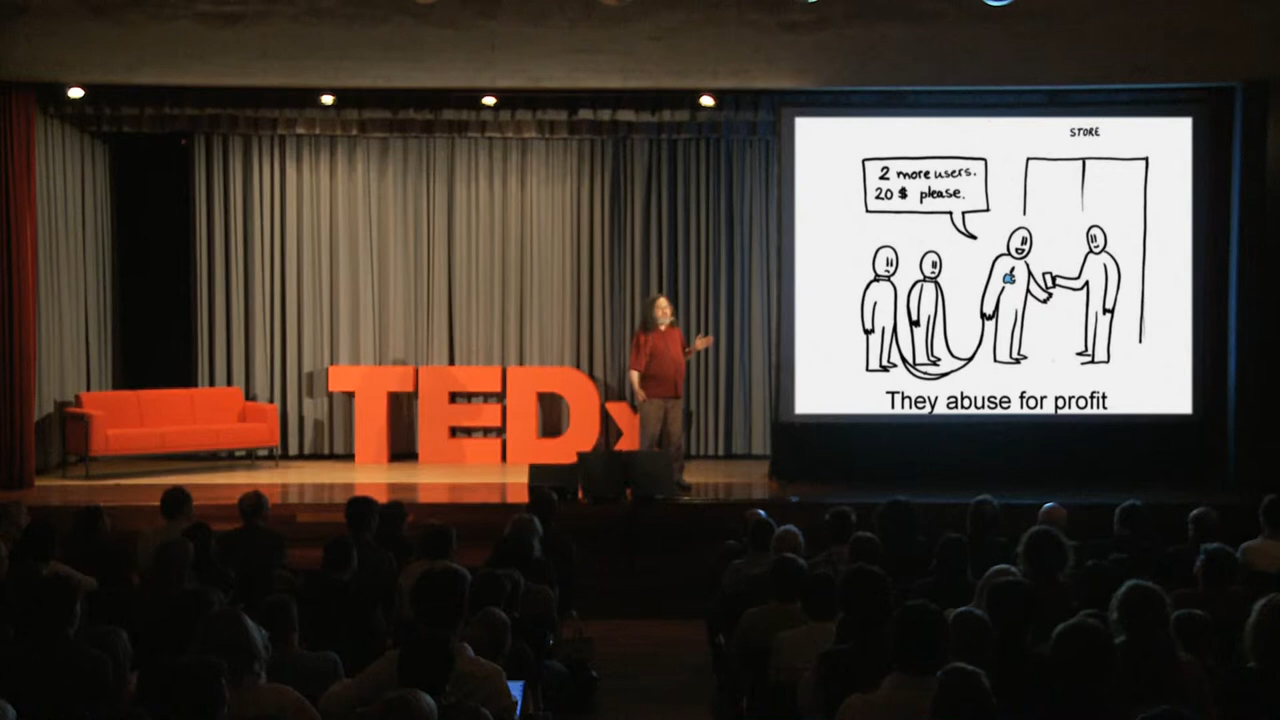 TEDx
STORE
2 more users.
20 $ please.
They abuse for profit